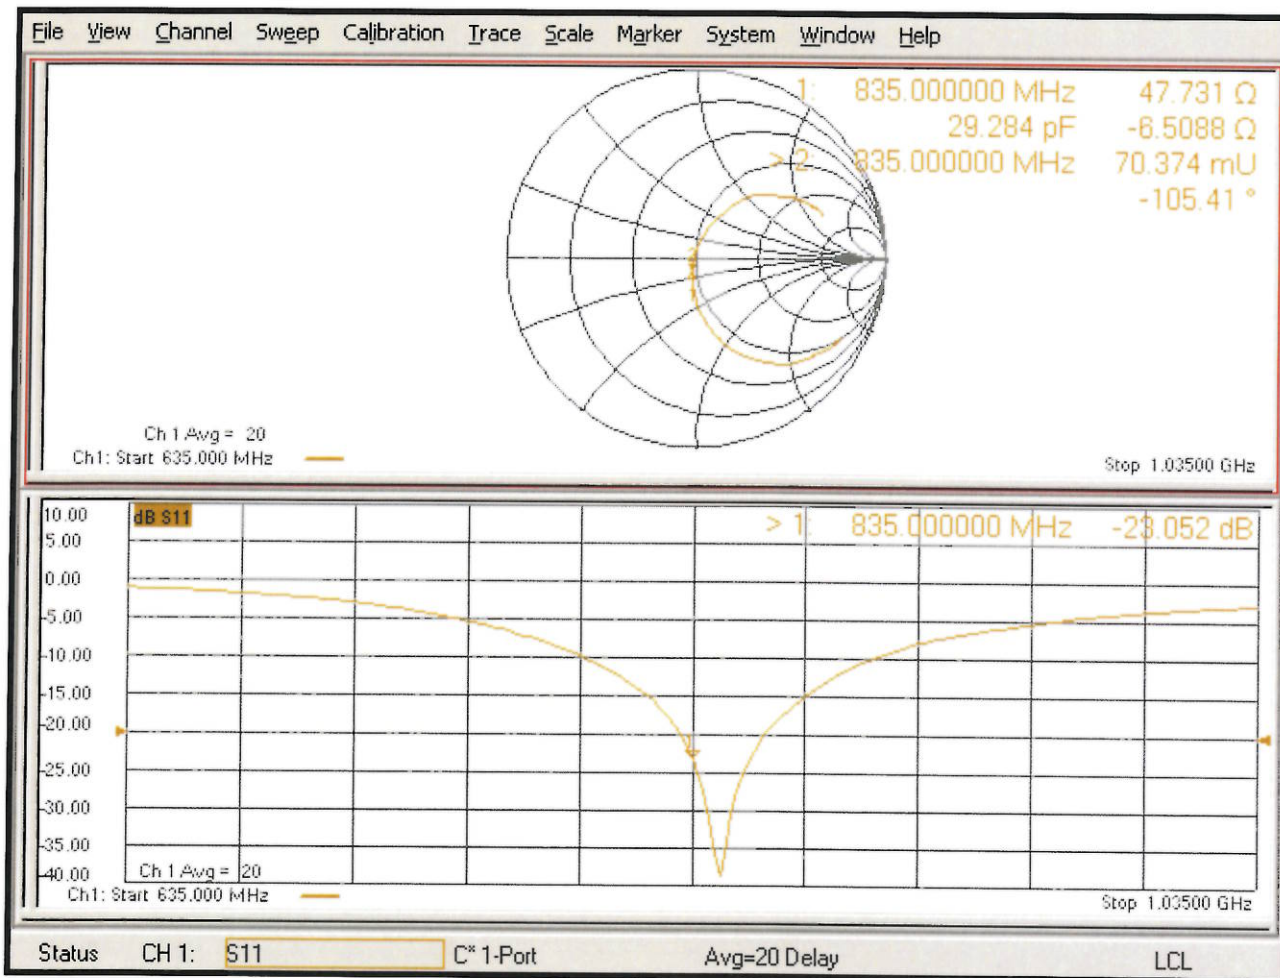 File View Channel Sweep Calibration Trace Scale Marker System Window Help
1: 835.000000 MHz 47.731 Ω
29.284 pF -6.5088 Ω
> 2: 835.000000 MHz 70.374 mU
-105.41 °
Ch 1 Avg = 20
Ch1: Start 635.000 MHz
Stop 1.03500 GHz
10.00 dB S11 > 1: 835.000000 MHz -23.052 dB
5.00
0.00
-5.00
-10.00
-15.00
-20.00
-25.00
-30.00
-35.00
-40.00
Ch 1 Avg = 20
Ch1: Start 635.000 MHz
Stop 1.03500 GHz
Status CH 1: S11 C* 1-Port Avg=20 Delay LCL